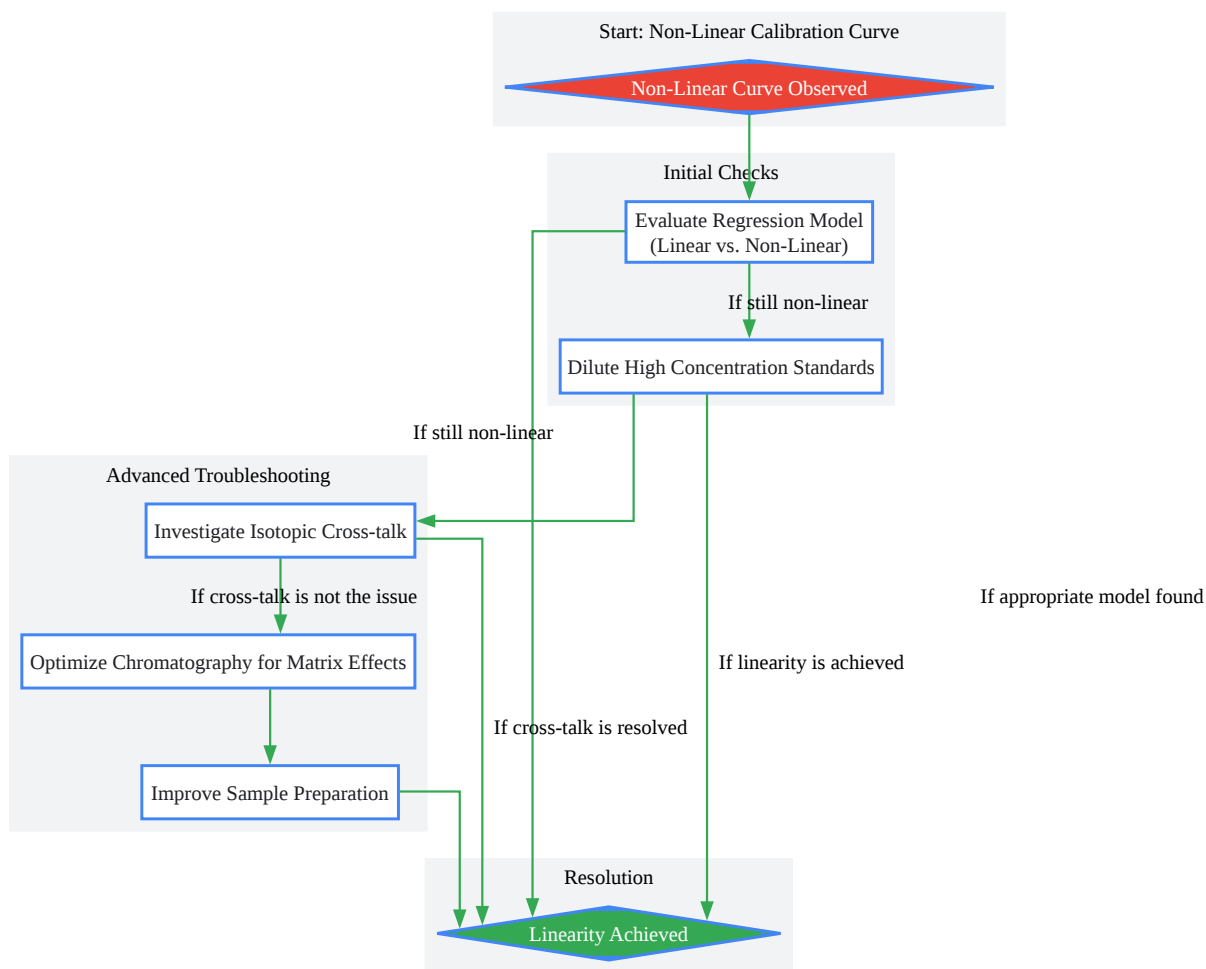 Start: Non-Linear Calibration Curve
Non-Linear Curve Observed
Initial Checks
Evaluate Regression Model
(Linear vs. Non-Linear)
If still non-linear
Dilute High Concentration Standards
If still non-linear
Advanced Troubleshooting
Investigate Isotopic Cross-talk
If cross-talk is not the issue
If appropriate model found
Optimize Chromatography for Matrix Effects
If linearity is achieved
If cross-talk is resolved
Improve Sample Preparation
Resolution
Linearity Achieved